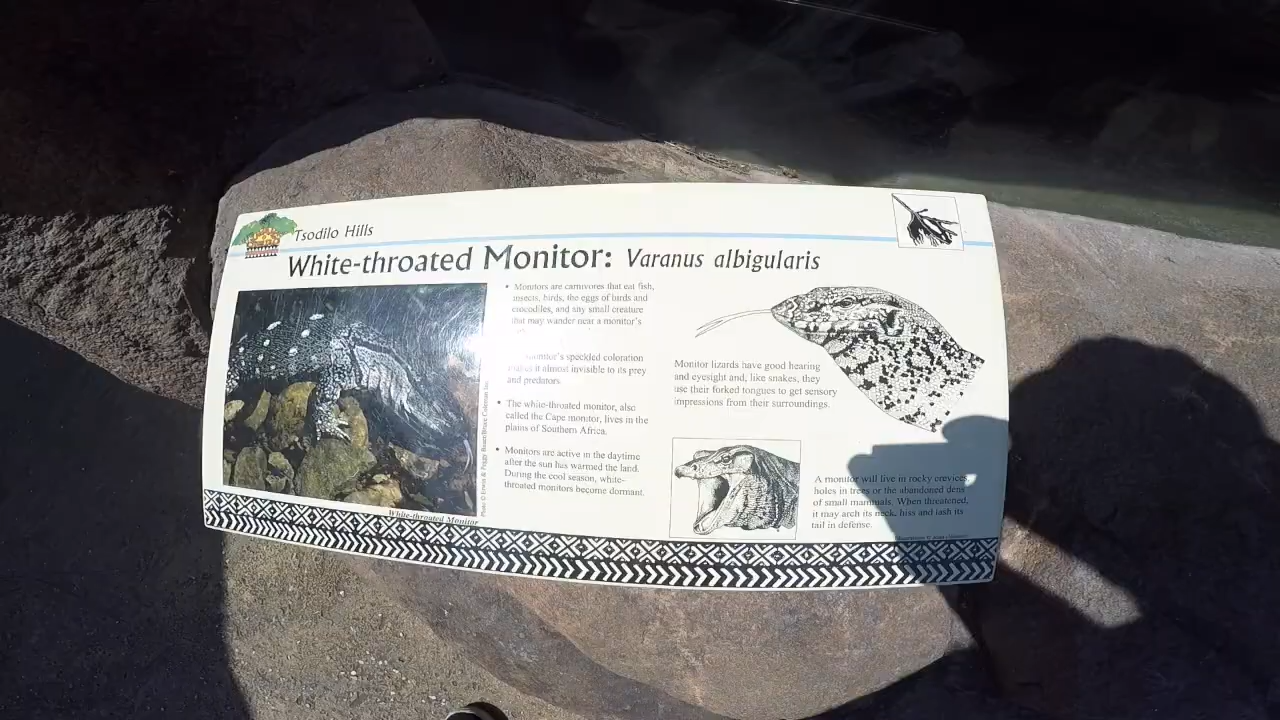 Tsodilo Hills
White-throated Monitor: Varanus albigularis
• Monitors are carnivores that eat fish,
insects, birds, the eggs of birds and
crocodiles, and any small creature
that may wander near a monitor's
monitor's speckled coloration
it almost invisible to its prey
and predators.
• The white-throated monitor, also
called the Cape monitor, lives in the
plains of Southern Africa.
• Monitors are active in the daytime
after the sun has warmed the land.
During the cool season, white-
throated monitors become dormant.
Monitor lizards have good hearing
and eyesight and, like snakes, they
use their forked tongues to get sensory
impressions from their surroundings.
A monitor will live in rocky crevices,
holes in trees or the abandoned dens
of small mammals. When threatened,
it may arch its neck, hiss and lash its
tail in defense.
White-throated Monitor
Photo © Erwin & Peggy Bauer/Bruce Coleman Inc.